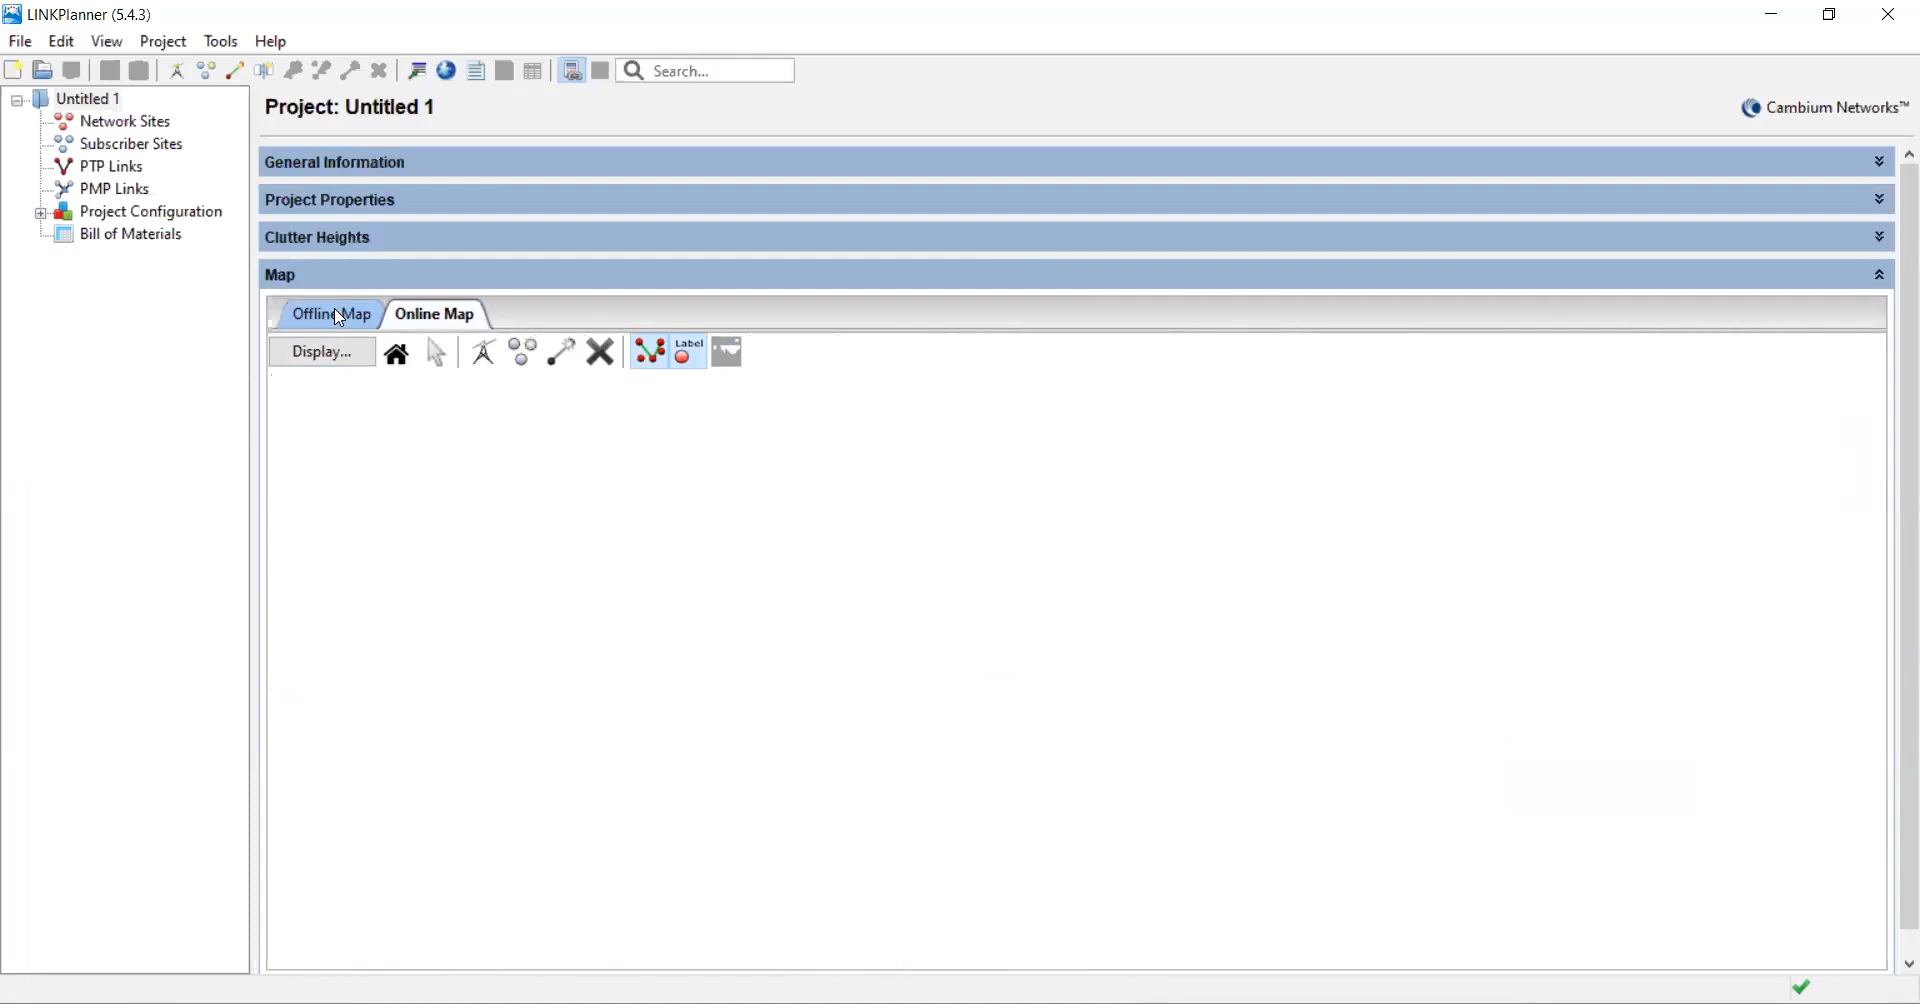 LINKPlanner (5.4.3)
File Edit View Project Tools Help
Search...
Untitled 1
Network Sites
Subscriber Sites
PTP Links
PMP Links
Project Configuration
Bill of Materials
Project: Untitled 1
Cambium Networks™
General Information
Project Properties
Clutter Heights
Map
Offline Map Online Map
Display... Label